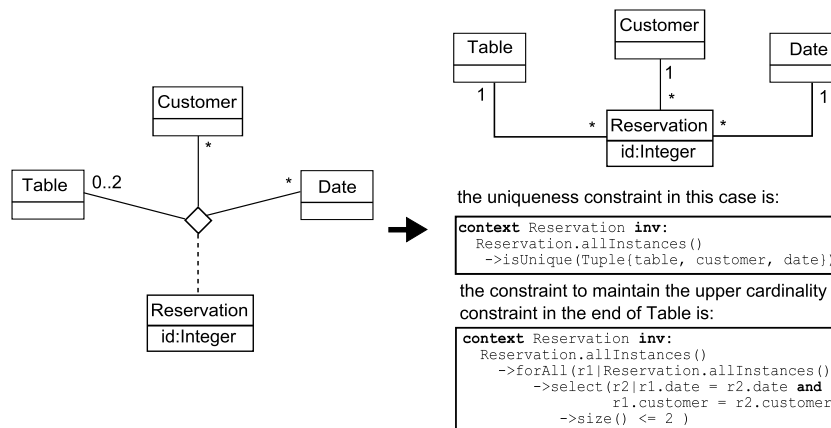 Customer
*
Table
0..2
*
Date
Reservation
id:Integer
Table
Customer
Date
1
1
1
*
*
Reservation
*
id:Integer
the uniqueness constraint in this case is:
context Reservation inv:
Reservation.allInstances()
->isUnique(Tuple{table, customer, date})
the constraint to maintain the upper cardinality
constraint in the end of Table is:
context Reservation inv:
Reservation.allInstances()
->forAll(r1|Reservation.allInstances()
->select(r2|r1.date = r2.date and
r1.customer = r2.customer
->size() <= 2 )